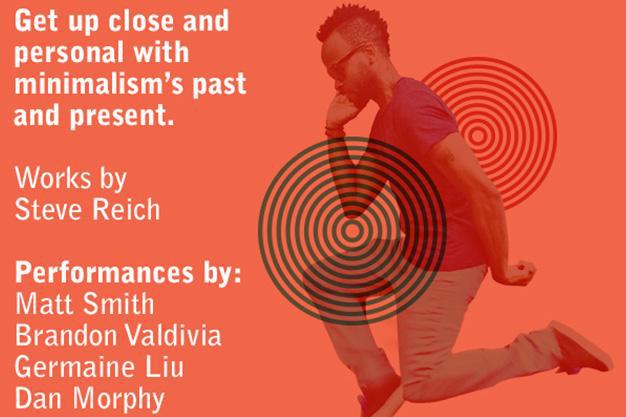 Get up close and
personal with
minimalism's past
and present.
Works by
Steve Reich
Performances by:
Matt Smith
Brandon Valdivia
Germaine Liu
Dan Morphy